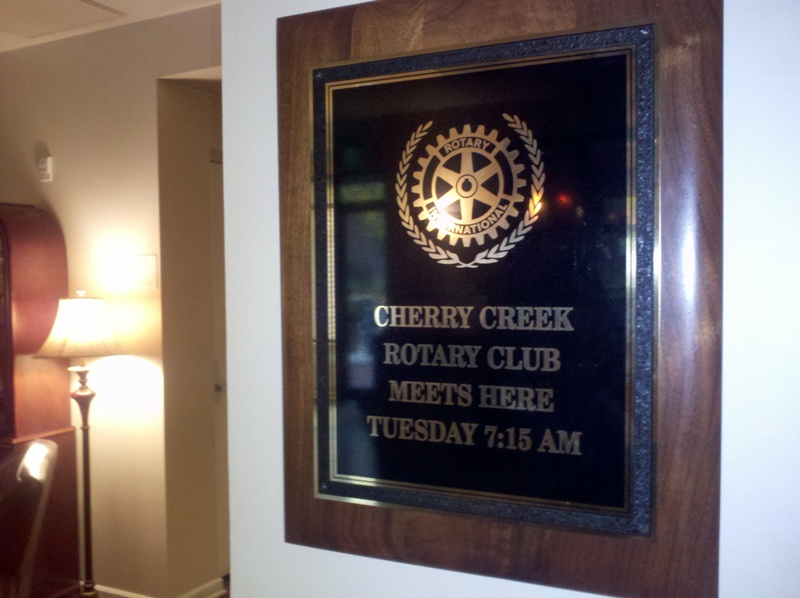 ROTARY
INTERNATIONAL
CHERRY CREEK
ROTARY CLUB
MEETS HERE
TUESDAY 7:15 AM